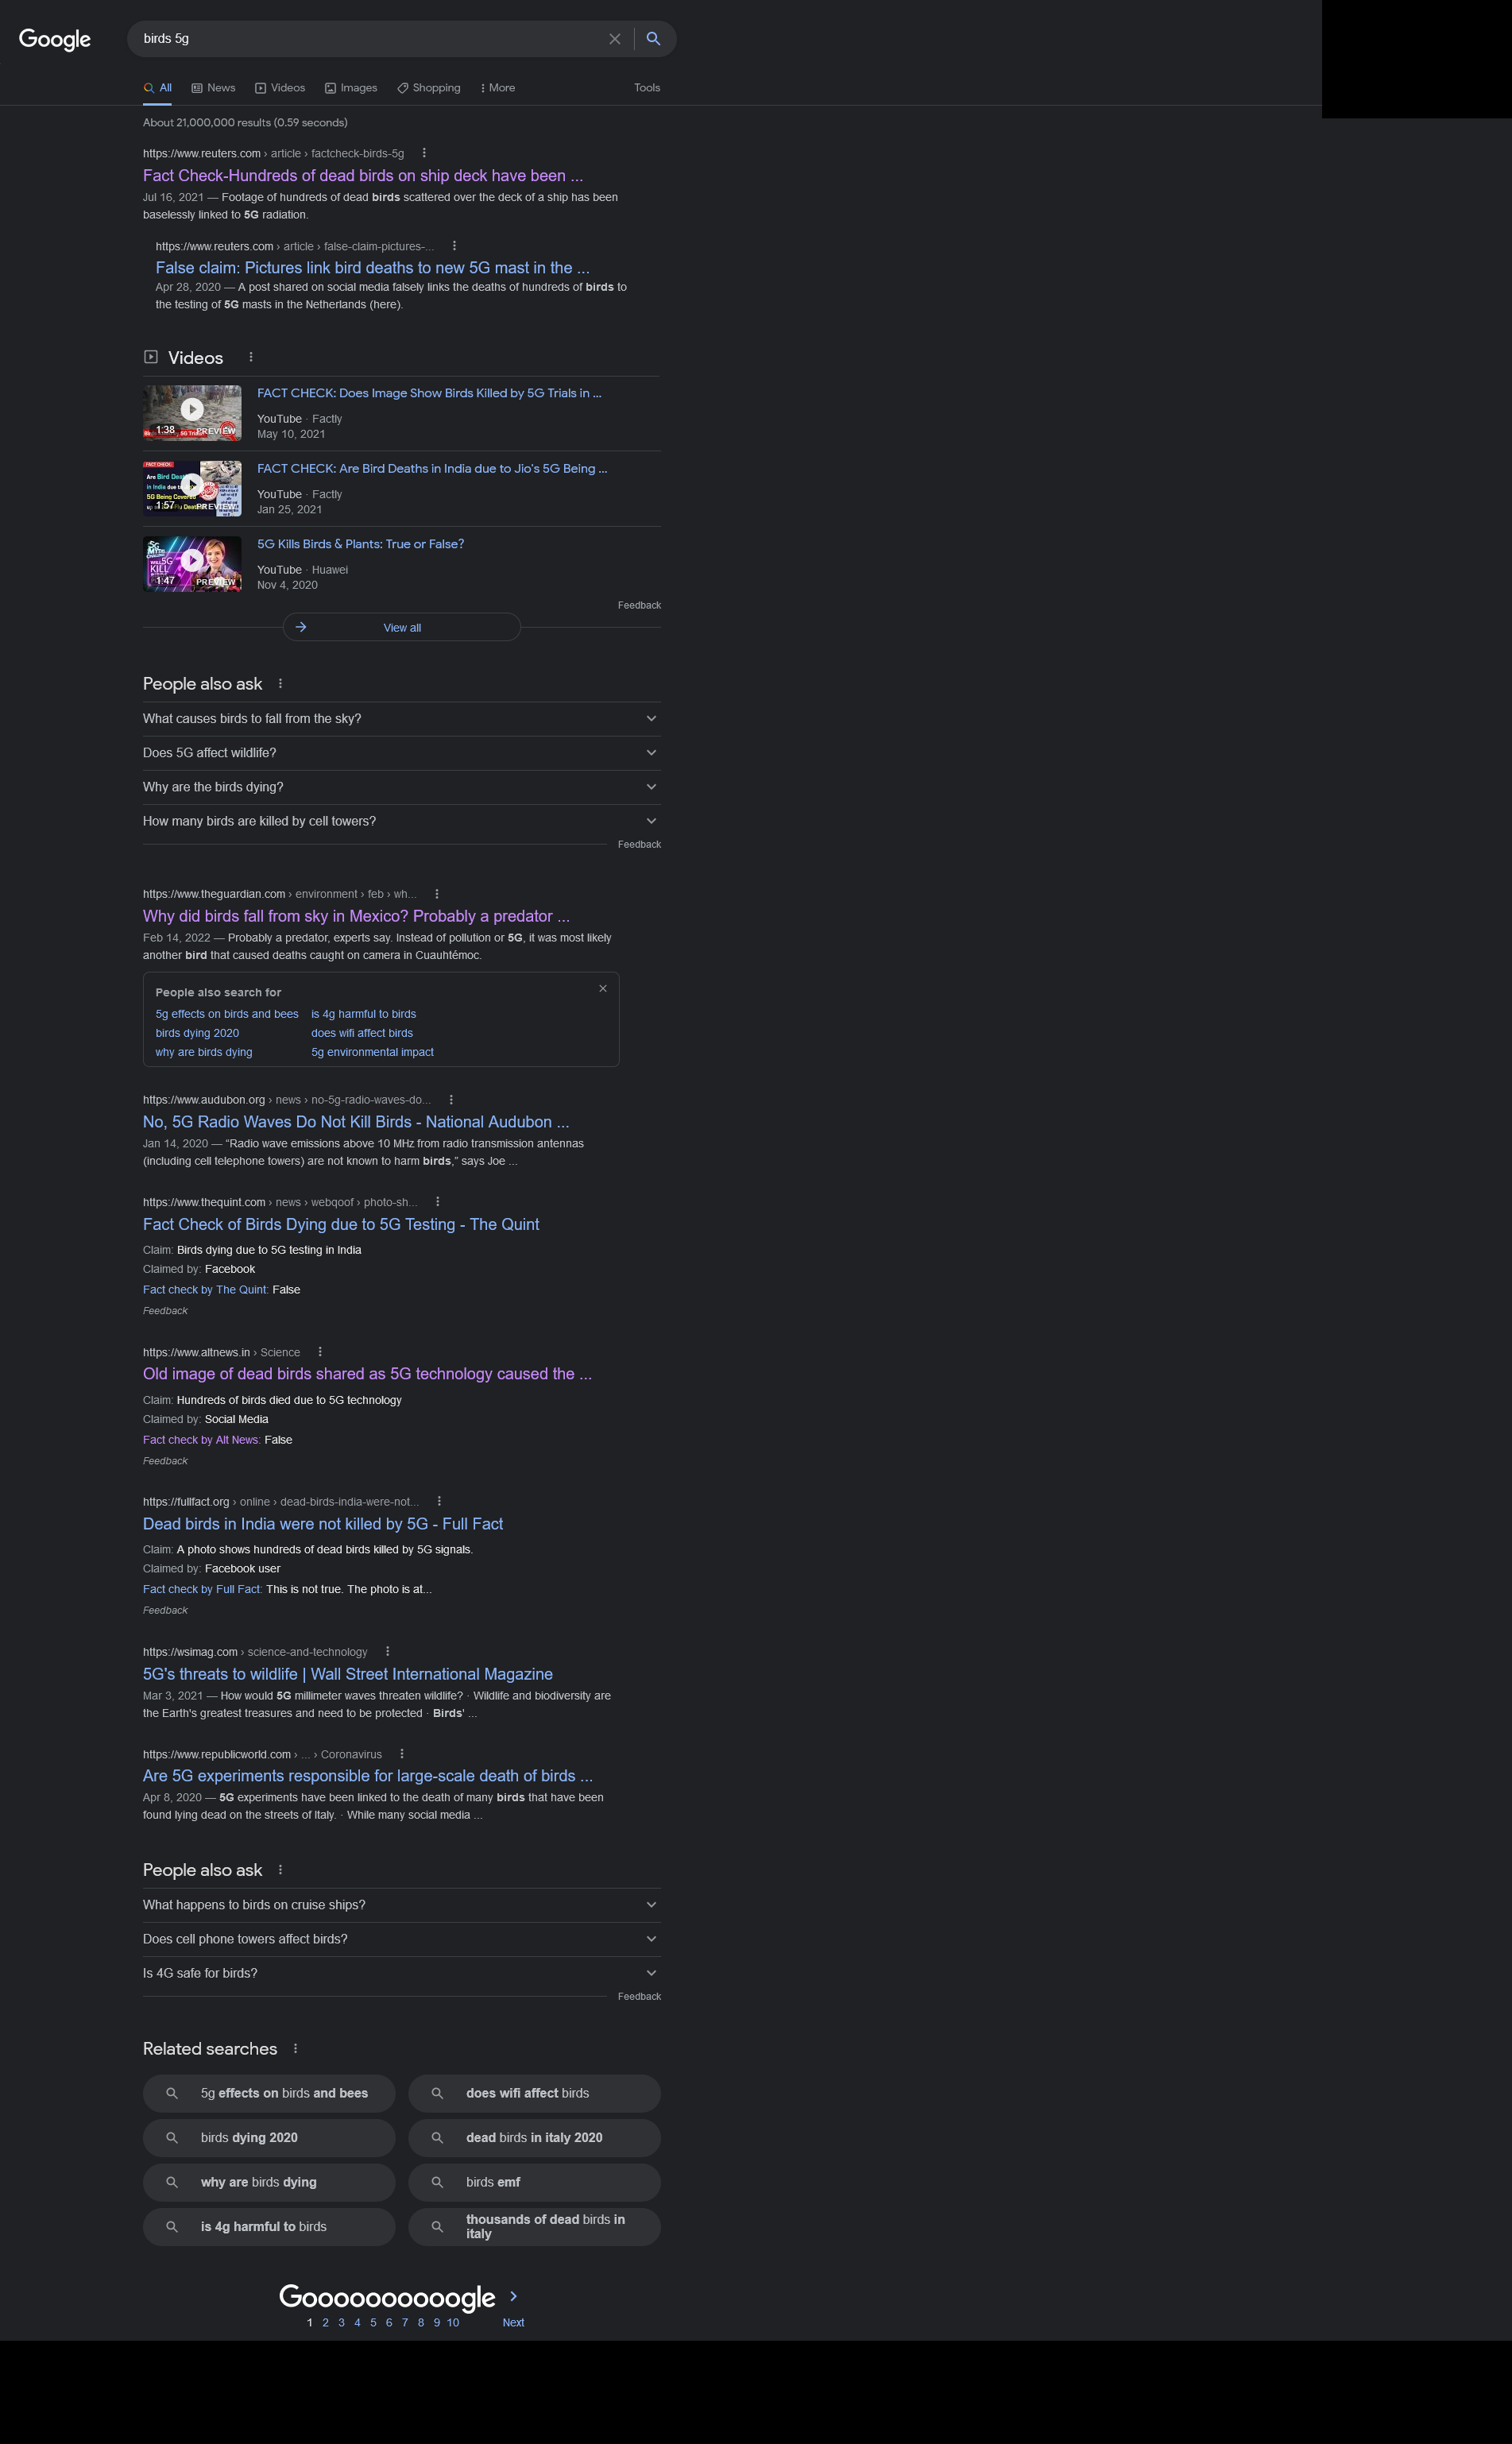 Google
birds 5g
All News Videos Images Shopping More Tools
About 21,000,000 results (0.59 seconds)
https://www.reuters.com › article › factcheck-birds-5g
Fact Check-Hundreds of dead birds on ship deck have been ...
Jul 16, 2021 — Footage of hundreds of dead birds scattered over the deck of a ship has been
baselessly linked to 5G radiation.
https://www.reuters.com › article › false-claim-pictures-...
False claim: Pictures link bird deaths to new 5G mast in the ...
Apr 28, 2020 — A post shared on social media falsely links the deaths of hundreds of birds to
the testing of 5G masts in the Netherlands (here).
Videos
FACT CHECK: Does Image Show Birds Killed by 5G Trials in ...
YouTube · Factly
May 10, 2021
1:38 PREVIEW
FACT CHECK: Are Bird Deaths in India due to Jio's 5G Being ...
YouTube · Factly
Jan 25, 2021
FACT CHECK
1:57 PREVIEW
5G Kills Birds & Plants: True or False?
YouTube · Huawei
Nov 4, 2020
1:47 PREVIEW
Feedback
View all
People also ask
What causes birds to fall from the sky?
Does 5G affect wildlife?
Why are the birds dying?
How many birds are killed by cell towers?
Feedback
https://www.theguardian.com › environment › feb › wh...
Why did birds fall from sky in Mexico? Probably a predator ...
Feb 14, 2022 — Probably a predator, experts say. Instead of pollution or 5G, it was most likely
another bird that caused deaths caught on camera in Cuauhtémoc.
People also search for
5g effects on birds and bees is 4g harmful to birds
birds dying 2020 does wifi affect birds
why are birds dying 5g environmental impact
https://www.audubon.org › news › no-5g-radio-waves-do...
No, 5G Radio Waves Do Not Kill Birds - National Audubon ...
Jan 14, 2020 — “Radio wave emissions above 10 MHz from radio transmission antennas
(including cell telephone towers) are not known to harm birds,” says Joe ...
https://www.thequint.com › news › webqoof › photo-sh...
Fact Check of Birds Dying due to 5G Testing - The Quint
Claim: Birds dying due to 5G testing in India
Claimed by: Facebook
Fact check by The Quint: False
Feedback
https://www.altnews.in › Science
Old image of dead birds shared as 5G technology caused the ...
Claim: Hundreds of birds died due to 5G technology
Claimed by: Social Media
Fact check by Alt News: False
Feedback
https://fullfact.org › online › dead-birds-india-were-not...
Dead birds in India were not killed by 5G - Full Fact
Claim: A photo shows hundreds of dead birds killed by 5G signals.
Claimed by: Facebook user
Fact check by Full Fact: This is not true. The photo is at...
Feedback
https://wsimag.com › science-and-technology
5G's threats to wildlife | Wall Street International Magazine
Mar 3, 2021 — How would 5G millimeter waves threaten wildlife? · Wildlife and biodiversity are
the Earth's greatest treasures and need to be protected · Birds' ...
https://www.republicworld.com › ... › Coronavirus
Are 5G experiments responsible for large-scale death of birds ...
Apr 8, 2020 — 5G experiments have been linked to the death of many birds that have been
found lying dead on the streets of Italy. · While many social media ...
People also ask
What happens to birds on cruise ships?
Does cell phone towers affect birds?
Is 4G safe for birds?
Feedback
Related searches
5g effects on birds and bees does wifi affect birds
birds dying 2020 dead birds in italy 2020
why are birds dying birds emf
is 4g harmful to birds thousands of dead birds in
italy
Goooooooooogle
1 2 3 4 5 6 7 8 9 10 Next